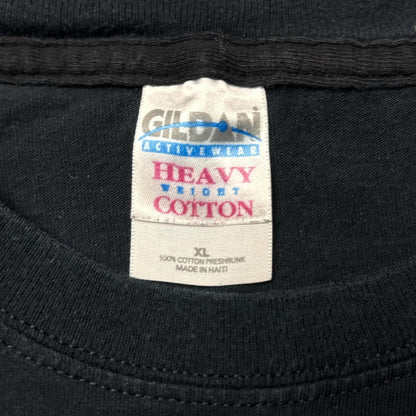 GILDAN
ACTIVEWEAR
HEAVY
WEIGHT
COTTON
XL
100% COTTON PRESHRUNK
MADE IN HAITI